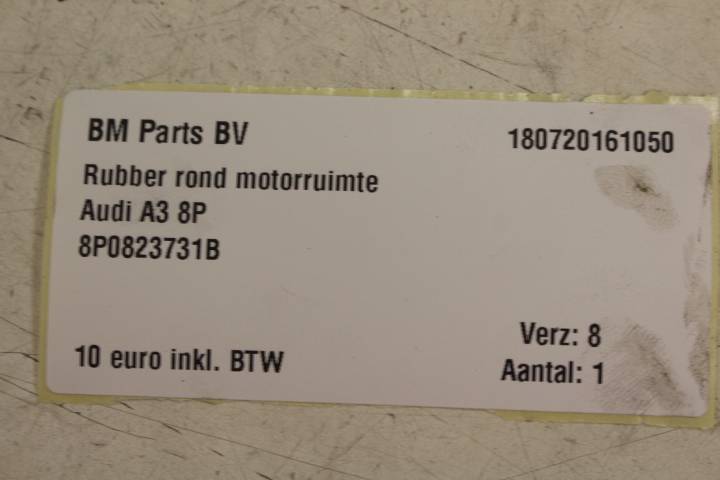 BM Parts BV 180720161050
Rubber rond motorruimte
Audi A3 8P
8P0823731B
Verz: 8
10 euro inkl. BTW Aantal: 1